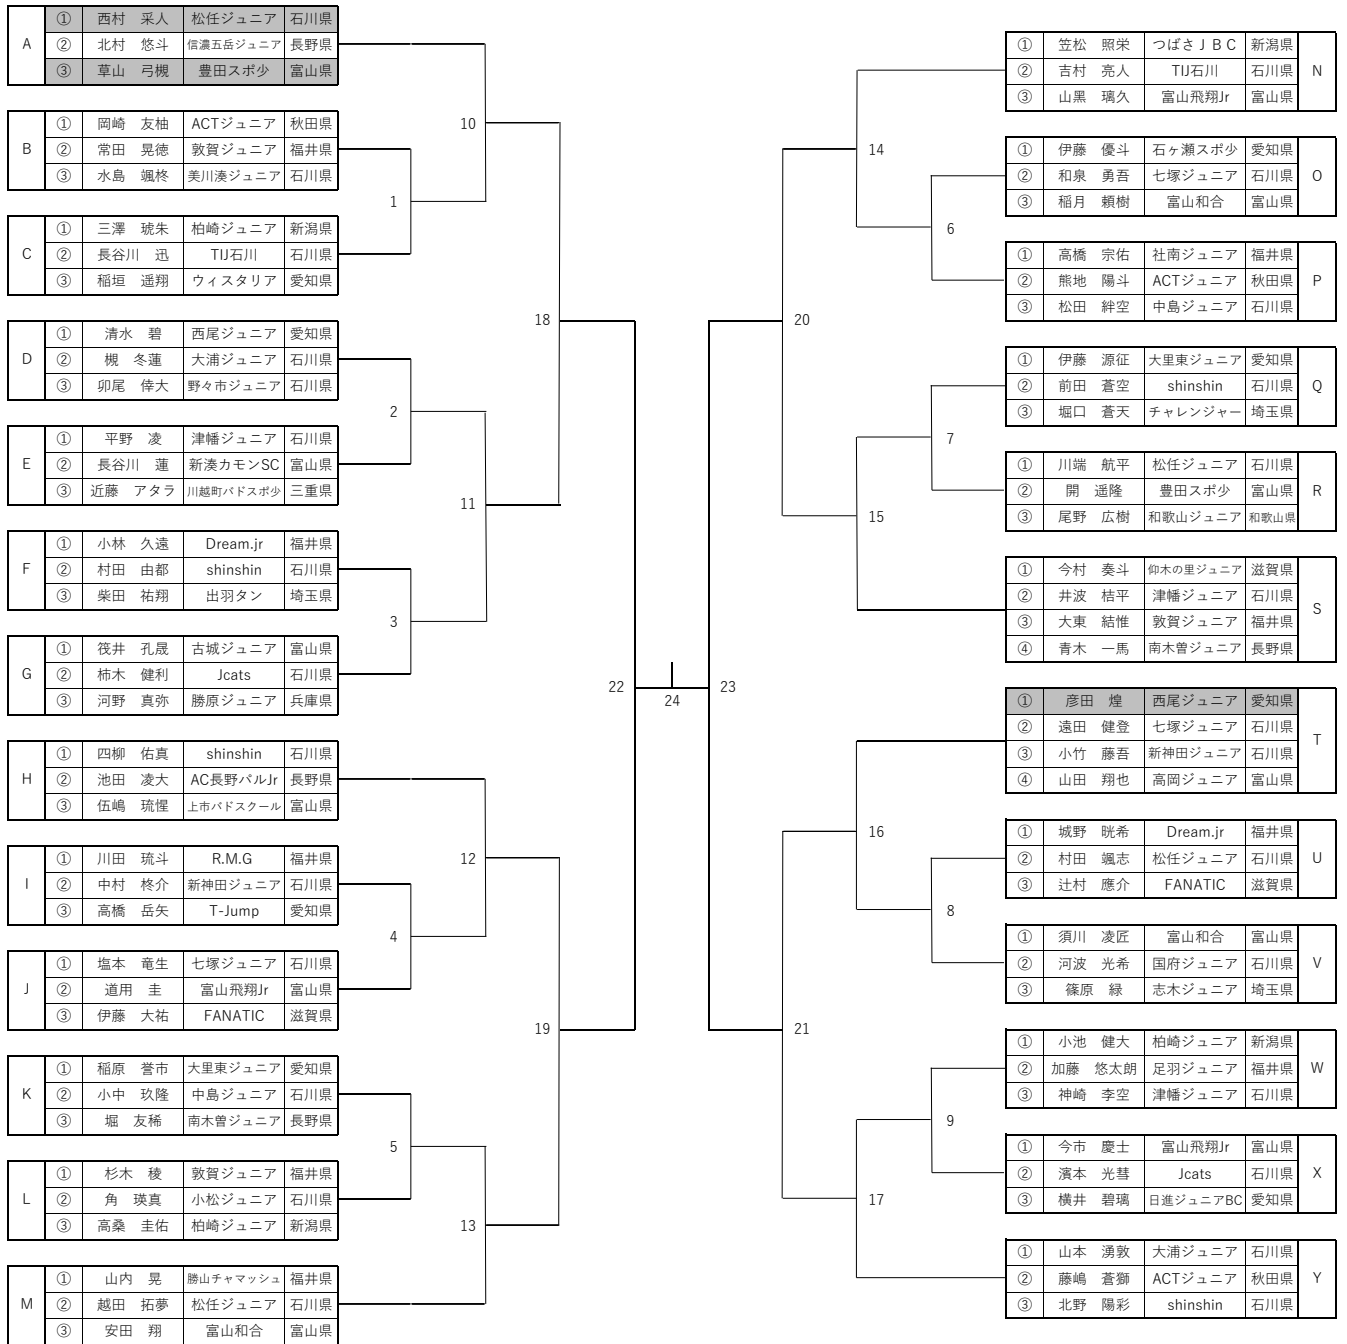 A
① 西村　采人 松任ジュニア 石川県
② 北村　悠斗 信濃五岳ジュニア 長野県
③ 草山　弓槻 豊田スポ少 富山県
B
① 岡崎　友柚 ACTジュニア 秋田県
② 常田　晃徳 敦賀ジュニア 福井県
③ 水島　颯柊 美川湊ジュニア 石川県
C
① 三澤　琥朱 柏崎ジュニア 新潟県
② 長谷川　迅 TIJ石川 石川県
③ 稲垣　遥翔 ウィスタリア 愛知県
D
① 清水　碧 西尾ジュニア 愛知県
② 槻　冬蓮 大浦ジュニア 石川県
③ 卯尾　倖大 野々市ジュニア 石川県
E
① 平野　凌 津幡ジュニア 石川県
② 長谷川　蓮 新湊カモンSC 富山県
③ 近藤　アタラ 川越町バドスポ少 三重県
F
① 小林　久遠 Dream.jr 福井県
② 村田　由都 shinshin 石川県
③ 柴田　祐翔 出羽タン 埼玉県
G
① 筏井　孔晟 古城ジュニア 富山県
② 柿木　健利 Jcats 石川県
③ 河野　真弥 勝原ジュニア 兵庫県
H
① 四柳　佑真 shinshin 石川県
② 池田　凌大 AC長野パルJr 長野県
③ 伍嶋　琉惺 上市バドスクール 富山県
I
① 川田　琉斗 R.M.G 福井県
② 中村　柊介 新神田ジュニア 石川県
③ 高橋　岳矢 T-Jump 愛知県
J
① 塩本　竜生 七塚ジュニア 石川県
② 道用　圭 富山飛翔Jr 富山県
③ 伊藤　大祐 FANATIC 滋賀県
K
① 稲原　誉市 大里東ジュニア 愛知県
② 小中　玖隆 中島ジュニア 石川県
③ 堀　友稀 南木曽ジュニア 長野県
L
① 杉木　稜 敦賀ジュニア 福井県
② 角　瑛真 小松ジュニア 石川県
③ 高桑　圭佑 柏崎ジュニア 新潟県
M
① 山内　晃 勝山チャマッシュ 福井県
② 越田　拓夢 松任ジュニア 石川県
③ 安田　翔 富山和合 富山県
1
2
3
4
5
10
11
12
13
18
19
22
24
23
20
21
14
15
16
17
6
7
8
9
① 笠松　照栄 つばさＪＢＣ 新潟県
② 吉村　亮人 TIJ石川 石川県
③ 山黑　璃久 富山飛翔Jr 富山県
N
① 伊藤　優斗 石ヶ瀬スポ少 愛知県
② 和泉　勇吾 七塚ジュニア 石川県
③ 稲月　頼樹 富山和合 富山県
O
① 高橋　宗佑 社南ジュニア 福井県
② 熊地　陽斗 ACTジュニア 秋田県
③ 松田　絆空 中島ジュニア 石川県
P
① 伊藤　源征 大里東ジュニア 愛知県
② 前田　蒼空 shinshin 石川県
③ 堀口　蒼天 チャレンジャー 埼玉県
Q
① 川端　航平 松任ジュニア 石川県
② 開　遥隆 豊田スポ少 富山県
③ 尾野　広樹 和歌山ジュニア 和歌山県
R
① 今村　奏斗 仰木の里ジュニア 滋賀県
② 井波　桔平 津幡ジュニア 石川県
③ 大東　結惟 敦賀ジュニア 福井県
④ 青木　一馬 南木曽ジュニア 長野県
S
① 彦田　煌 西尾ジュニア 愛知県
② 遠田　健登 七塚ジュニア 石川県
③ 小竹　藤吾 新神田ジュニア 石川県
④ 山田　翔也 高岡ジュニア 富山県
T
① 城野　晄希 Dream.jr 福井県
② 村田　颯志 松任ジュニア 石川県
③ 辻村　應介 FANATIC 滋賀県
U
① 須川　凌匠 富山和合 富山県
② 河波　光希 国府ジュニア 石川県
③ 篠原　緑 志木ジュニア 埼玉県
V
① 小池　健大 柏崎ジュニア 新潟県
② 加藤　悠太朗 足羽ジュニア 福井県
③ 神崎　李空 津幡ジュニア 石川県
W
① 今市　慶士 富山飛翔Jr 富山県
② 濱本　光彗 Jcats 石川県
③ 横井　碧璃 日進ジュニアBC 愛知県
X
① 山本　湧敦 大浦ジュニア 石川県
② 藤嶋　蒼獅 ACTジュニア 秋田県
③ 北野　陽彩 shinshin 石川県
Y